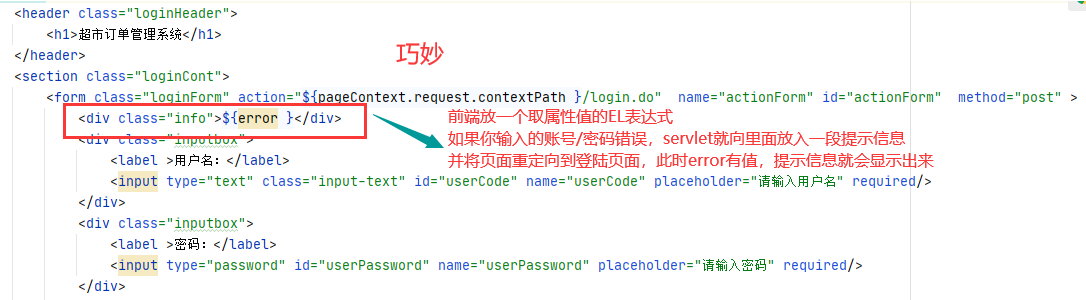 <header class="loginHeader">
<h1>超市订单管理系统</h1>
</header>
巧妙
<section class="loginCont">
<form class="loginForm" action="${pageContext.request.contextPath }/login.do"  name="actionForm" id="actionForm"  method="post" >
<div class="info">${error }</div>
前端放一个取属性值的EL表达式
<div class="inputbox">
如果你输入的账号/密码错误，servlet就向里面放入一段提示信息
<label >用户名：</label>
并将页面重定向到登陆页面，此时error有值，提示信息就会显示出来
<input type="text" class="input-text" id="userCode" name="userCode" placeholder="请输入用户名" required/>
</div>
<div class="inputbox">
<label >密码：</label>
<input type="password" id="userPassword" name="userPassword" placeholder="请输入密码" required/>
</div>